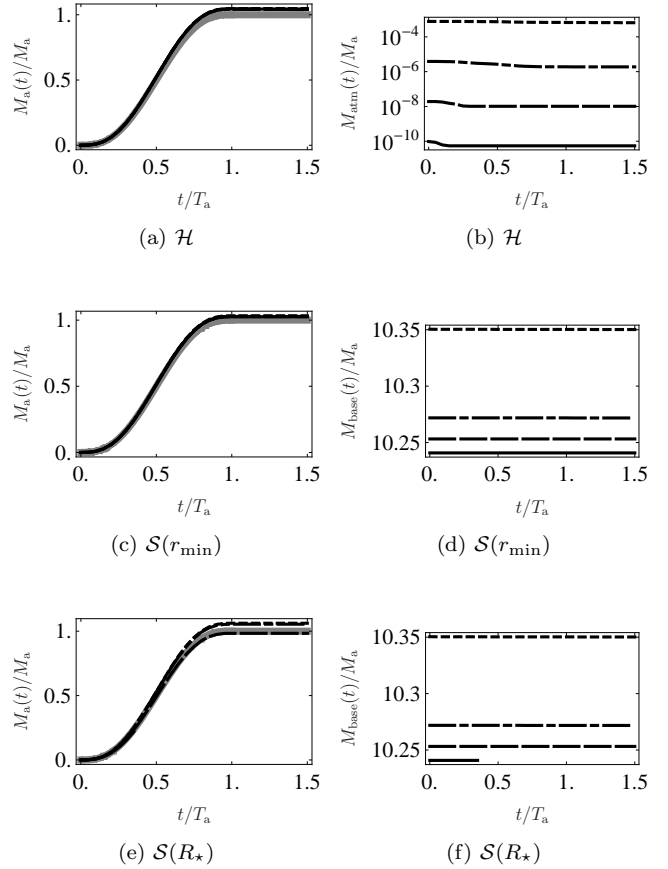 M_a(t)/M_a
1.
0.5
0.
0. 0.5 1. 1.5
t/T_a
(a) ℋ
M_atm(t)/M_a
10^−4
10^−6
10^−8
10^−10
0. 0.5 1. 1.5
t/T_a
(b) ℋ
M_a(t)/M_a
1.
0.5
0.
0. 0.5 1. 1.5
t/T_a
(c) 𝒮(r_min)
M_base(t)/M_a
10.35
10.3
10.25
0. 0.5 1. 1.5
t/T_a
(d) 𝒮(r_min)
M_a(t)/M_a
1.
0.5
0.
0. 0.5 1. 1.5
t/T_a
(e) 𝒮(R_⋆)
M_base(t)/M_a
10.35
10.3
10.25
0. 0.5 1. 1.5
t/T_a
(f) 𝒮(R_⋆)